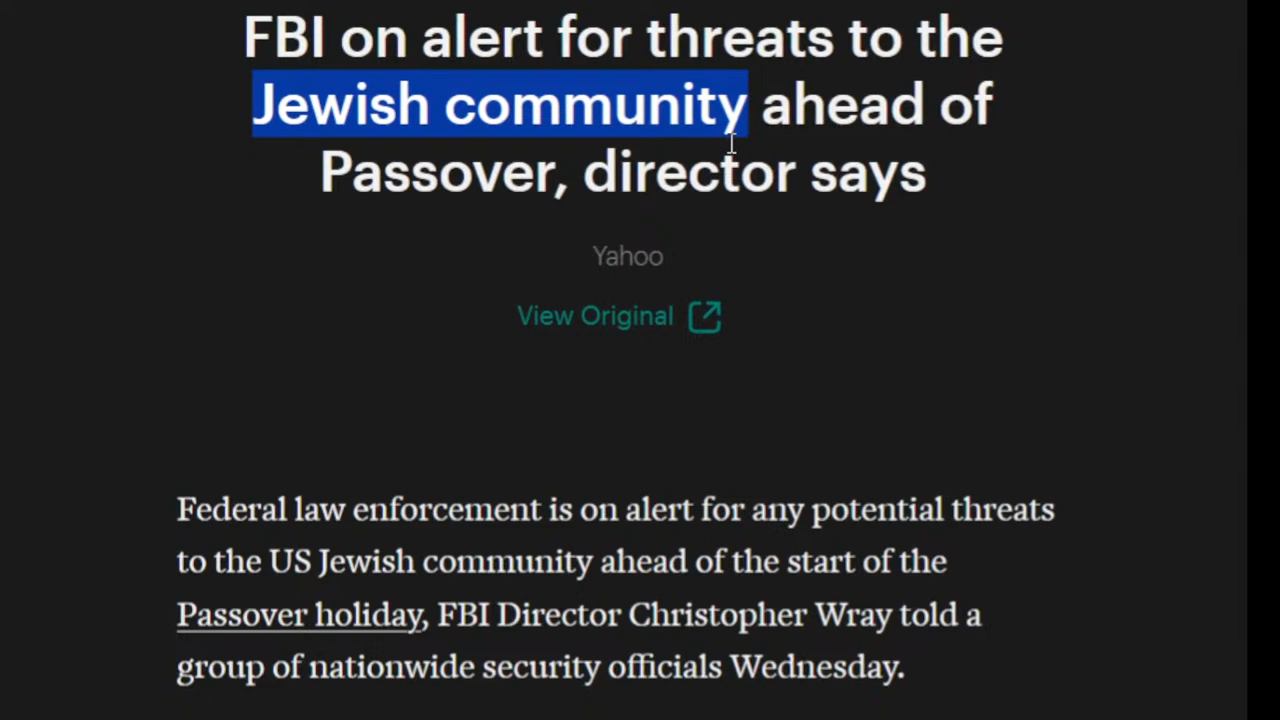 FBI on alert for threats to the
Jewish community ahead of
Passover, director says
Yahoo
View Original
Federal law enforcement is on alert for any potential threats
to the US Jewish community ahead of the start of the
Passover holiday, FBI Director Christopher Wray told a
group of nationwide security officials Wednesday.